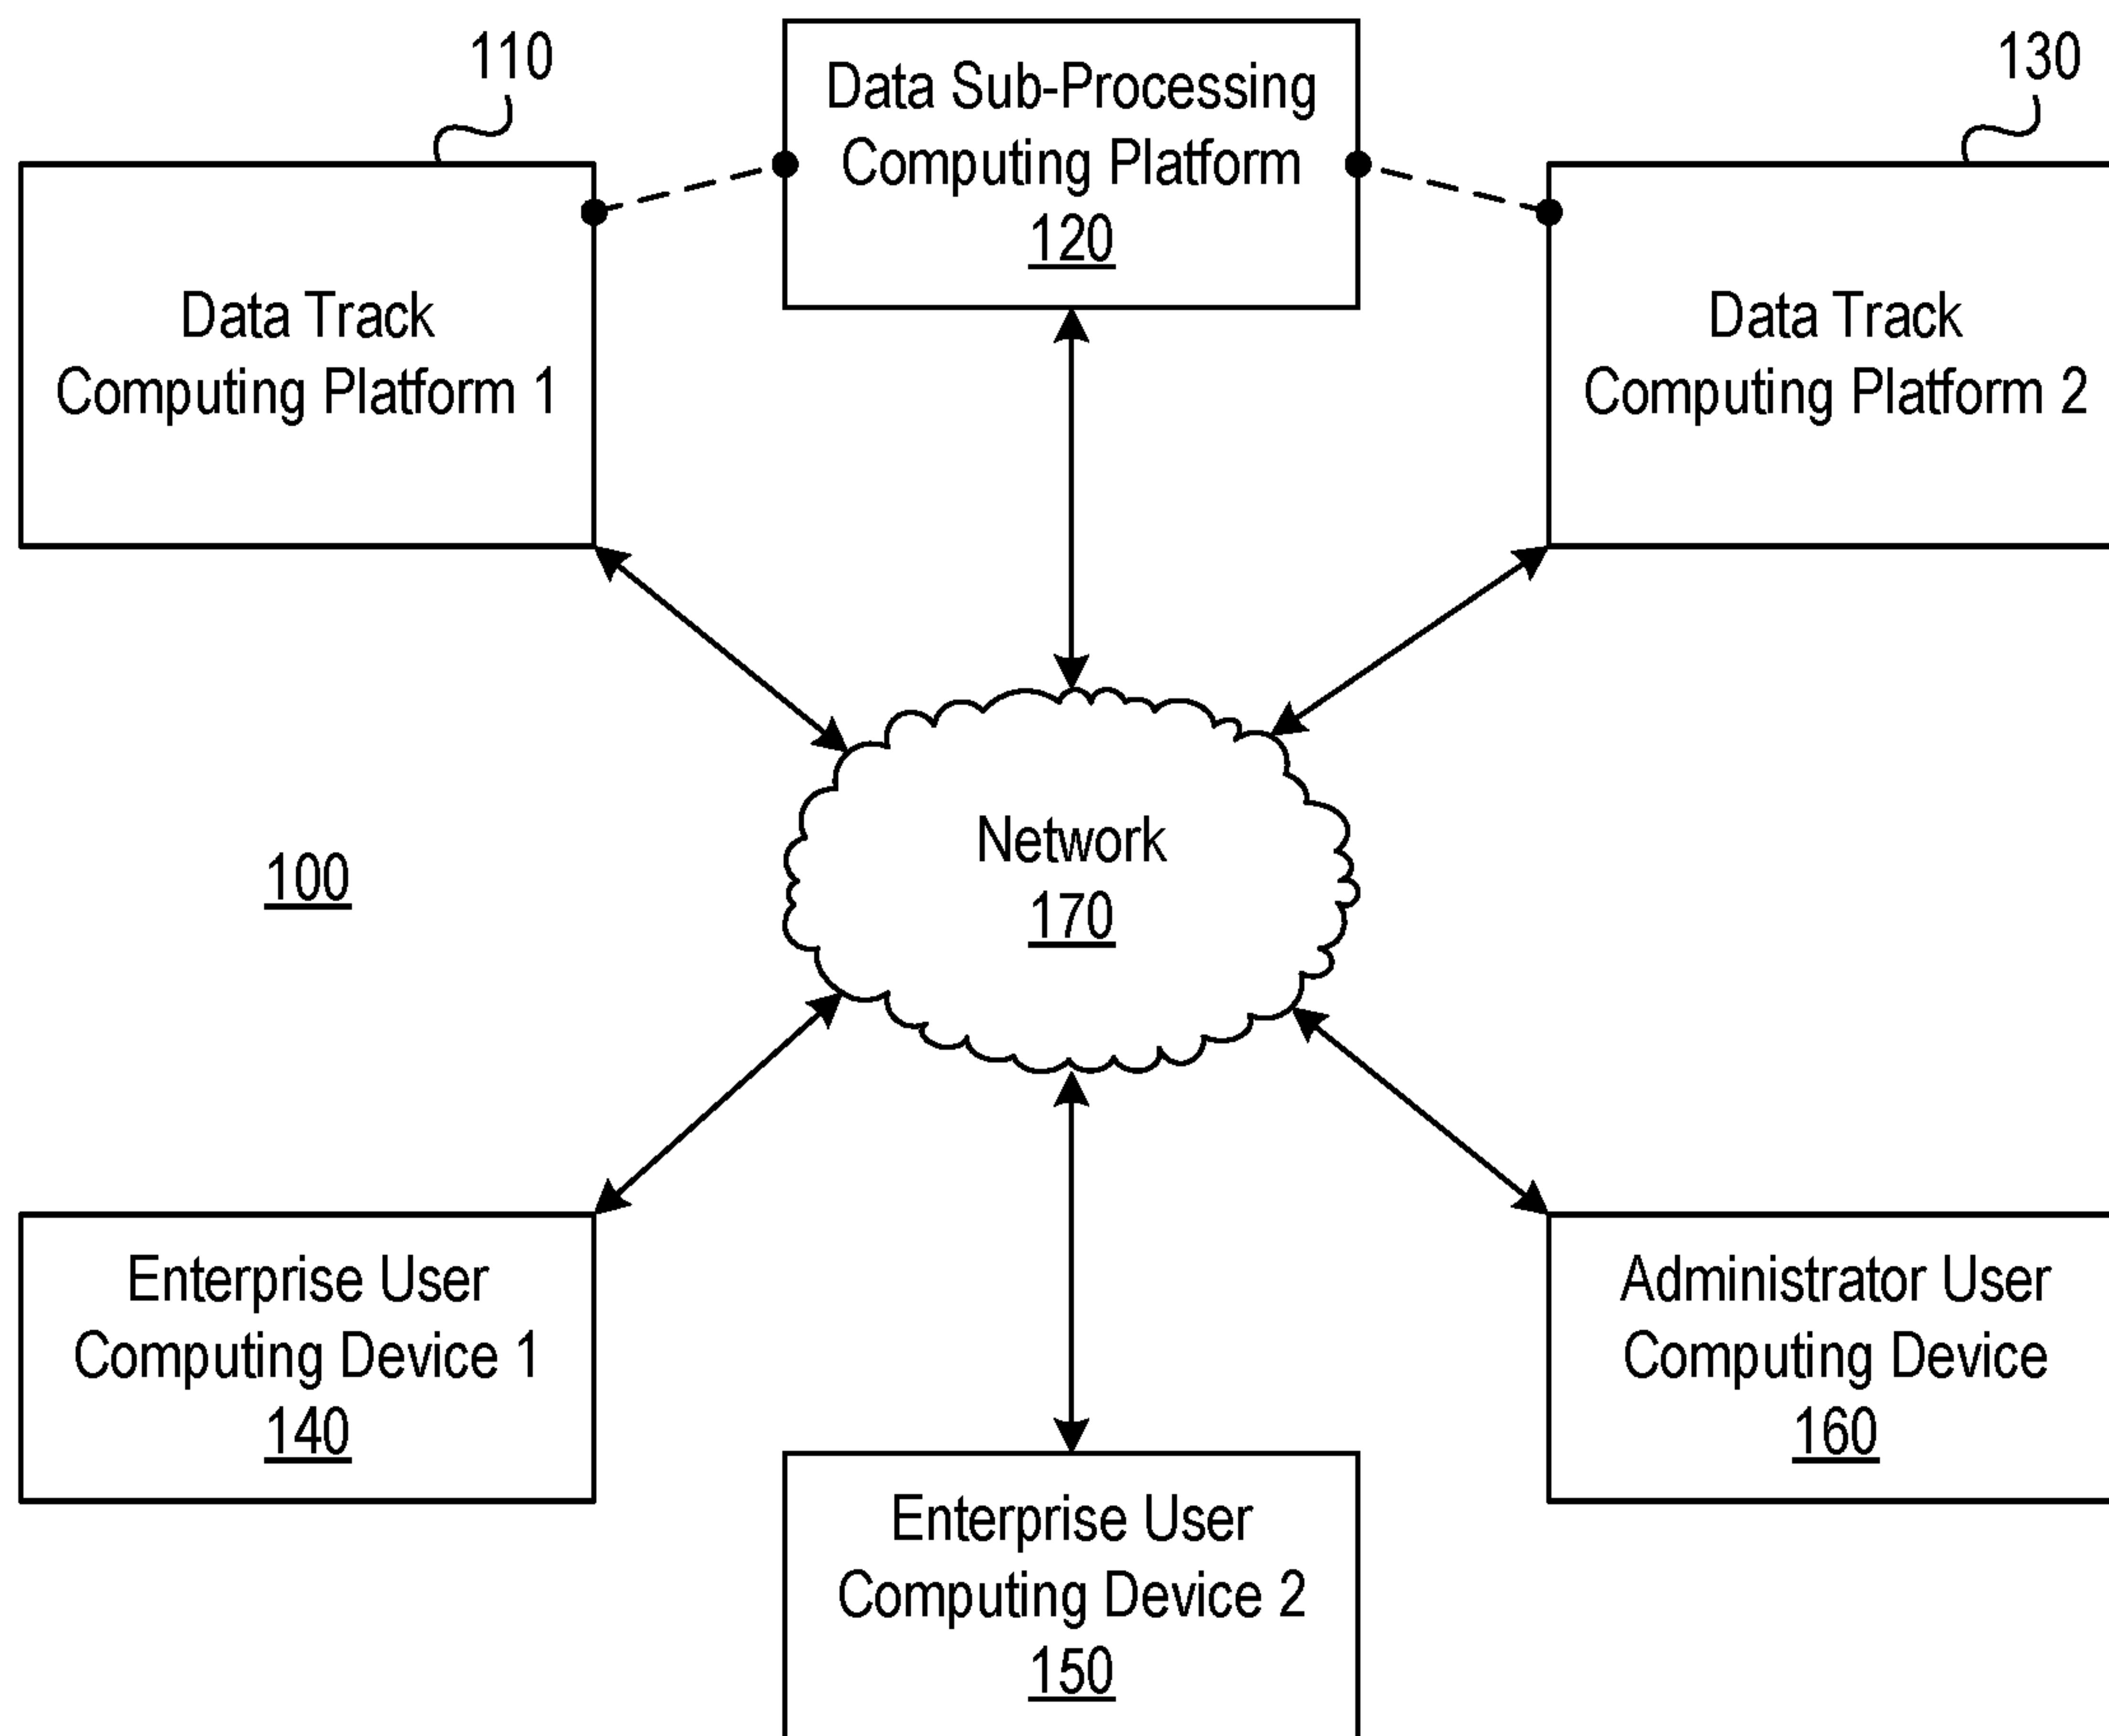 110
Data Sub-Processing
Computing Platform
120
130
Data Track
Computing Platform 1
Data Track
Computing Platform 2
100
Network
170
Enterprise User
Computing Device 1
140
Enterprise User
Computing Device 2
150
Administrator User
Computing Device
160